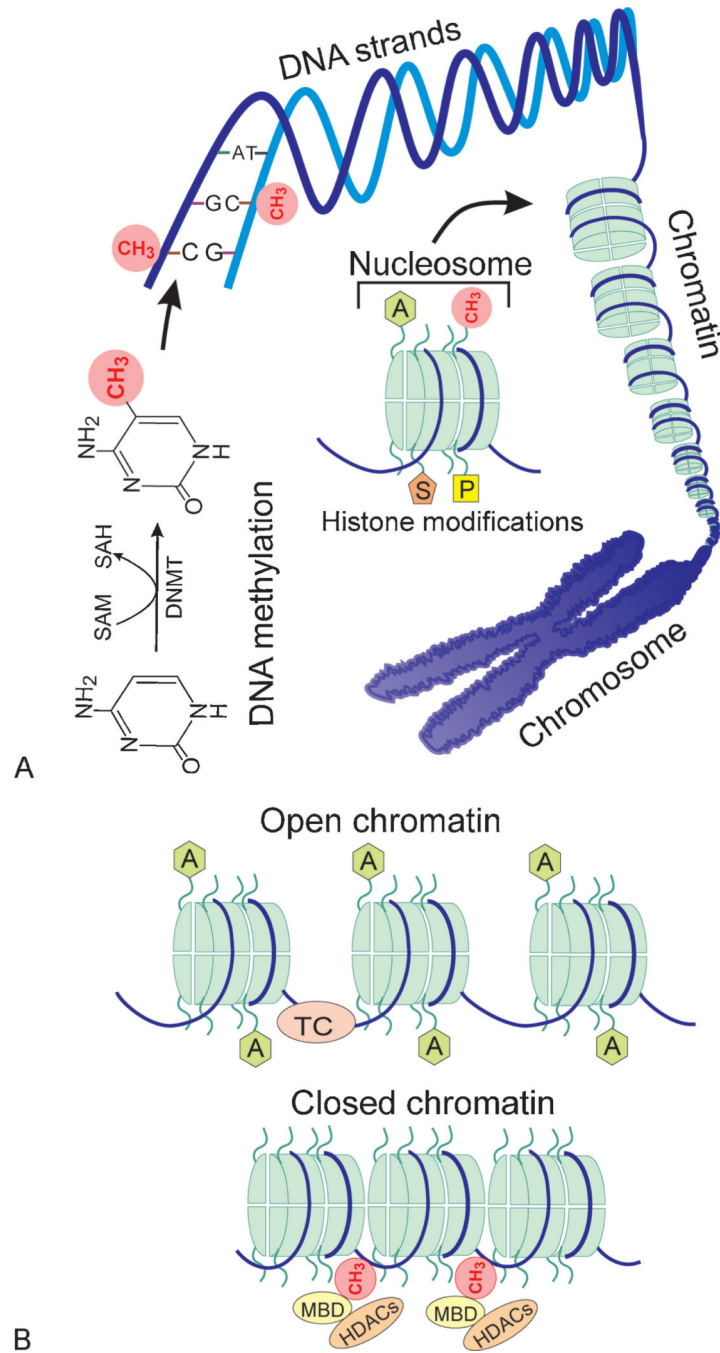 DNA strands
AT
GC
CH3
CH3
CG
Nucleosome
A
CH3
S
P
Histone modifications
Chromatin
Chromosome
CH3
NH2
N
N
H
O
SAH
SAM
DNMT
DNA methylation
NH2
N
N
H
O
A
Open chromatin
A
A
A
TC
A
A
A
Closed chromatin
CH3
CH3
MBD
HDACs
MBD
HDACs
B